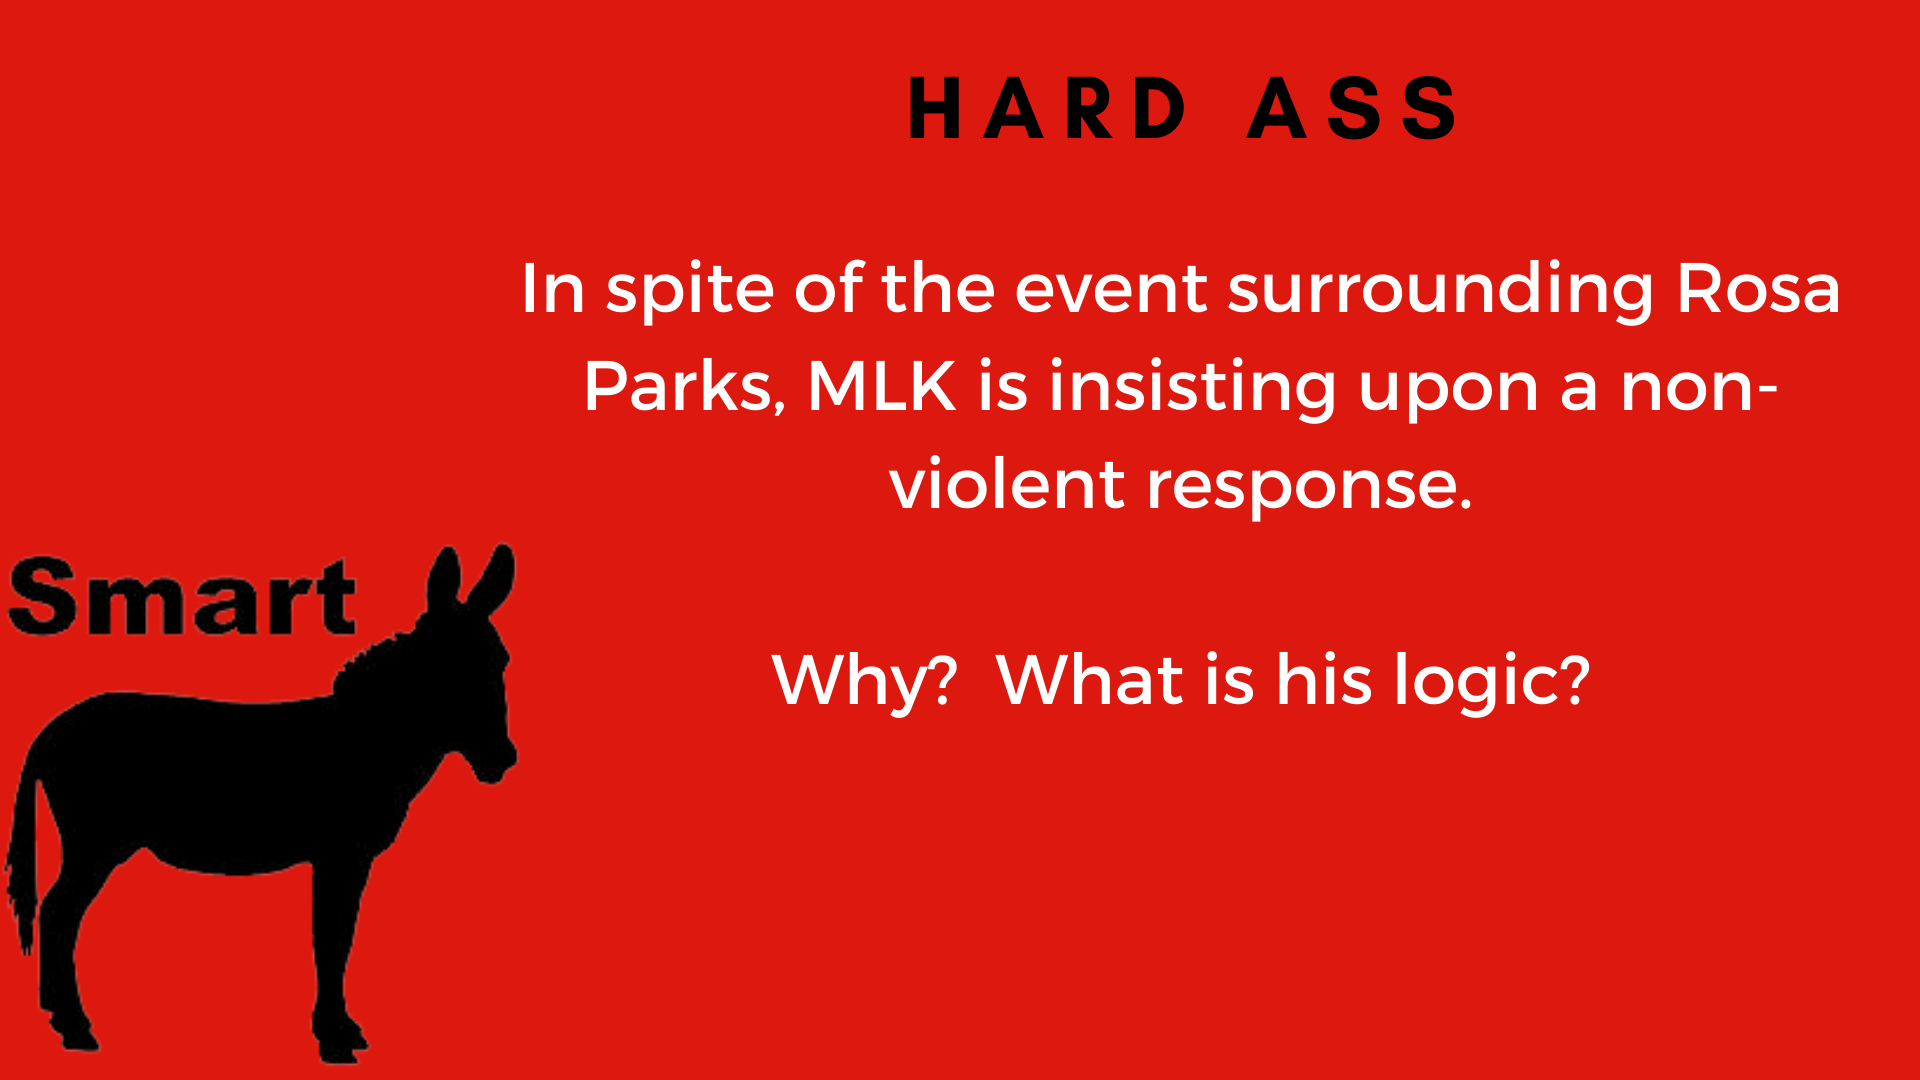 HARD ASS
In spite of the event surrounding Rosa
Parks, MLK is insisting upon a non-
violent response.
Why?  What is his logic?
Smart